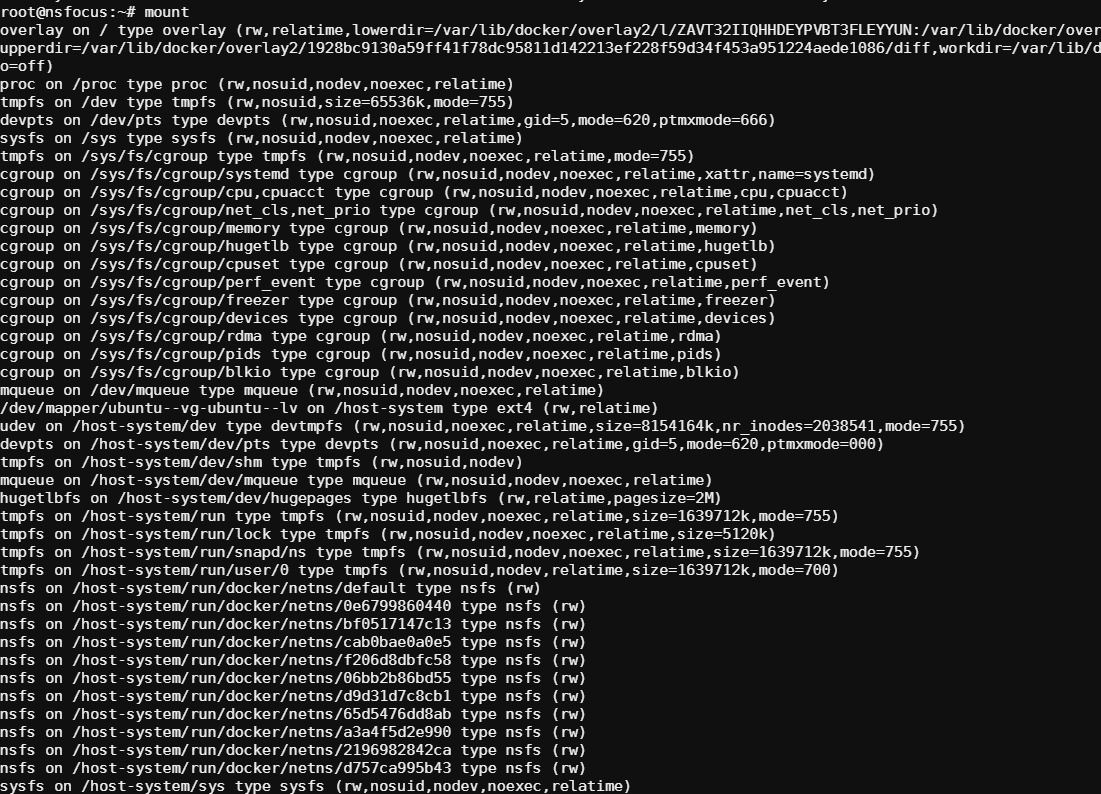 root@nsfocus:~# mount
overlay on / type overlay (rw,relatime,lowerdir=/var/lib/docker/overlay2/l/ZAVT32IIQHHDEYPVBT3FLEYYUN:/var/lib/docker/over
upperdir=/var/lib/docker/overlay2/1928bc9130a59ff41f78dc95811d142213ef228f59d34f453a951224aede1086/diff,workdir=/var/lib/d
o=off)
proc on /proc type proc (rw,nosuid,nodev,noexec,relatime)
tmpfs on /dev type tmpfs (rw,nosuid,size=65536k,mode=755)
devpts on /dev/pts type devpts (rw,nosuid,noexec,relatime,gid=5,mode=620,ptmxmode=666)
sysfs on /sys type sysfs (rw,nosuid,nodev,noexec,relatime)
tmpfs on /sys/fs/cgroup type tmpfs (rw,nosuid,nodev,noexec,relatime,mode=755)
cgroup on /sys/fs/cgroup/systemd type cgroup (rw,nosuid,nodev,noexec,relatime,xattr,name=systemd)
cgroup on /sys/fs/cgroup/cpu,cpuacct type cgroup (rw,nosuid,nodev,noexec,relatime,cpu,cpuacct)
cgroup on /sys/fs/cgroup/net_cls,net_prio type cgroup (rw,nosuid,nodev,noexec,relatime,net_cls,net_prio)
cgroup on /sys/fs/cgroup/memory type cgroup (rw,nosuid,nodev,noexec,relatime,memory)
cgroup on /sys/fs/cgroup/hugetlb type cgroup (rw,nosuid,nodev,noexec,relatime,hugetlb)
cgroup on /sys/fs/cgroup/cpuset type cgroup (rw,nosuid,nodev,noexec,relatime,cpuset)
cgroup on /sys/fs/cgroup/perf_event type cgroup (rw,nosuid,nodev,noexec,relatime,perf_event)
cgroup on /sys/fs/cgroup/freezer type cgroup (rw,nosuid,nodev,noexec,relatime,freezer)
cgroup on /sys/fs/cgroup/devices type cgroup (rw,nosuid,nodev,noexec,relatime,devices)
cgroup on /sys/fs/cgroup/rdma type cgroup (rw,nosuid,nodev,noexec,relatime,rdma)
cgroup on /sys/fs/cgroup/pids type cgroup (rw,nosuid,nodev,noexec,relatime,pids)
cgroup on /sys/fs/cgroup/blkio type cgroup (rw,nosuid,nodev,noexec,relatime,blkio)
mqueue on /dev/mqueue type mqueue (rw,nosuid,nodev,noexec,relatime)
/dev/mapper/ubuntu--vg-ubuntu--lv on /host-system type ext4 (rw,relatime)
udev on /host-system/dev type devtmpfs (rw,nosuid,noexec,relatime,size=8154164k,nr_inodes=2038541,mode=755)
devpts on /host-system/dev/pts type devpts (rw,nosuid,noexec,relatime,gid=5,mode=620,ptmxmode=000)
tmpfs on /host-system/dev/shm type tmpfs (rw,nosuid,nodev)
mqueue on /host-system/dev/mqueue type mqueue (rw,nosuid,nodev,noexec,relatime)
hugetlbfs on /host-system/dev/hugepages type hugetlbfs (rw,relatime,pagesize=2M)
tmpfs on /host-system/run type tmpfs (rw,nosuid,nodev,noexec,relatime,size=1639712k,mode=755)
tmpfs on /host-system/run/lock type tmpfs (rw,nosuid,nodev,noexec,relatime,size=5120k)
tmpfs on /host-system/run/snapd/ns type tmpfs (rw,nosuid,nodev,noexec,relatime,size=1639712k,mode=755)
tmpfs on /host-system/run/user/0 type tmpfs (rw,nosuid,nodev,relatime,size=1639712k,mode=700)
nsfs on /host-system/run/docker/netns/default type nsfs (rw)
nsfs on /host-system/run/docker/netns/0e6799860440 type nsfs (rw)
nsfs on /host-system/run/docker/netns/bf0517147c13 type nsfs (rw)
nsfs on /host-system/run/docker/netns/cab0bae0a0e5 type nsfs (rw)
nsfs on /host-system/run/docker/netns/f206d8dbfc58 type nsfs (rw)
nsfs on /host-system/run/docker/netns/06bb2b86bd55 type nsfs (rw)
nsfs on /host-system/run/docker/netns/d9d31d7c8cb1 type nsfs (rw)
nsfs on /host-system/run/docker/netns/65d5476dd8ab type nsfs (rw)
nsfs on /host-system/run/docker/netns/a3a4f5d2e990 type nsfs (rw)
nsfs on /host-system/run/docker/netns/2196982842ca type nsfs (rw)
nsfs on /host-system/run/docker/netns/d757ca995b43 type nsfs (rw)
sysfs on /host-system/sys type sysfs (rw,nosuid,nodev,noexec,relatime)